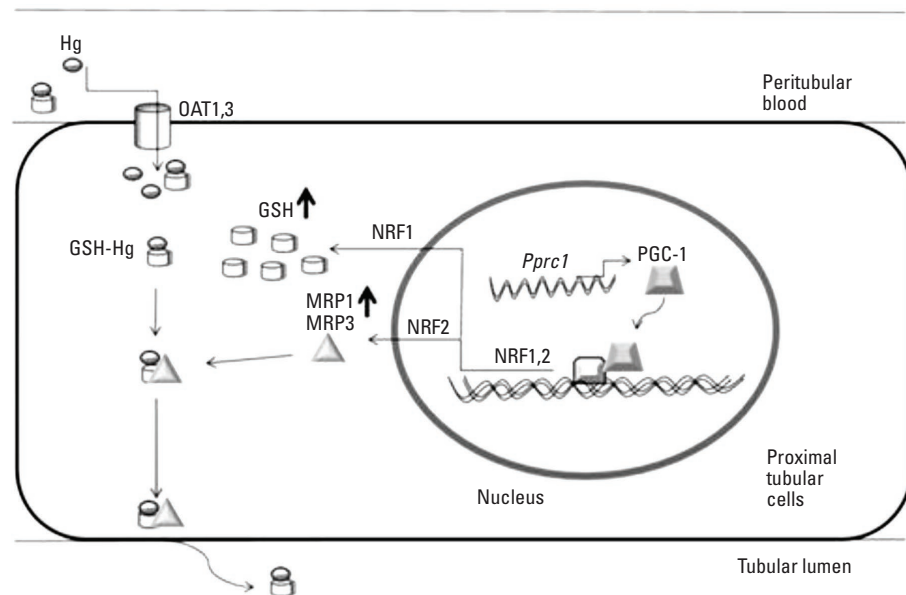 Hg
OAT1,3
Peritubular
blood
GSH
NRF1
GSH-Hg
Pprc1
PGC-1
MRP1
MRP3
NRF2
NRF1,2
Nucleus
Proximal
tubular
cells
Tubular lumen